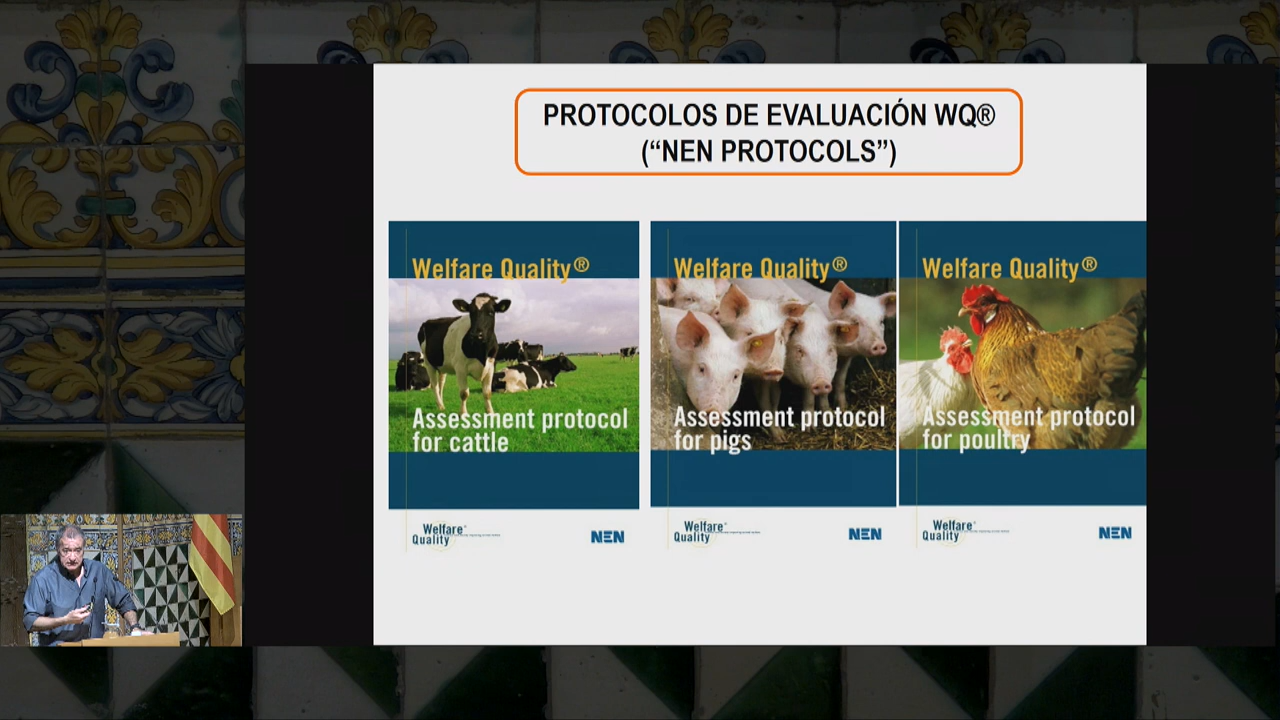 PROTOCOLOS DE EVALUACIÓN WQ®
(“NEN PROTOCOLS”)
Welfare Quality®
Assessment protocol
for cattle
Welfare
Quality®
NEN
Welfare Quality®
Assessment protocol
for pigs
Welfare
Quality®
NEN
Welfare Quality®
Assessment protocol
for poultry
Welfare
Quality®
NEN